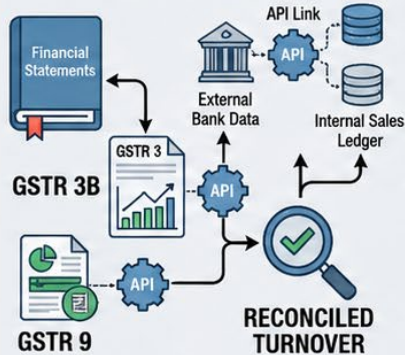 Financial
Statements
API Link
API
External
Bank Data
Internal Sales
Ledger
GSTR 3
GSTR 3B
API
API
GSTR 9
RECONCILED
TURNOVER